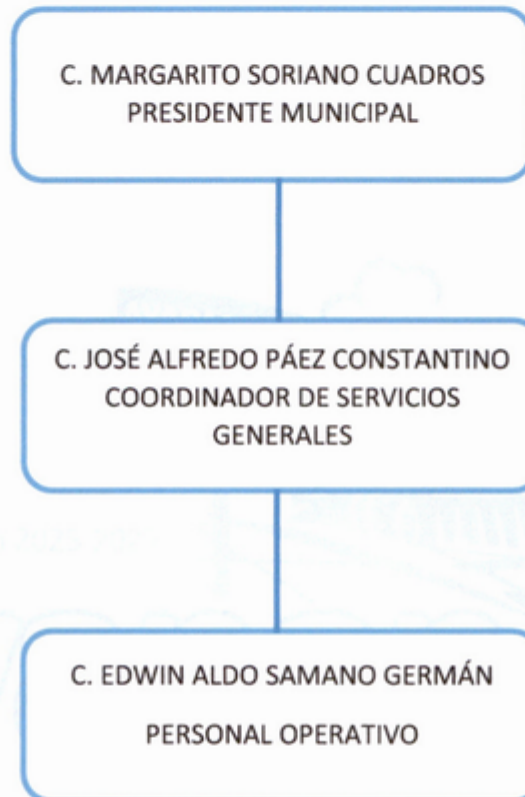 C. MARGARITO SORIANO CUADROS
PRESIDENTE MUNICIPAL
C. JOSÉ ALFREDO PÁEZ CONSTANTINO
COORDINADOR DE SERVICIOS
GENERALES
C. EDWIN ALDO SAMANO GERMÁN
PERSONAL OPERATIVO